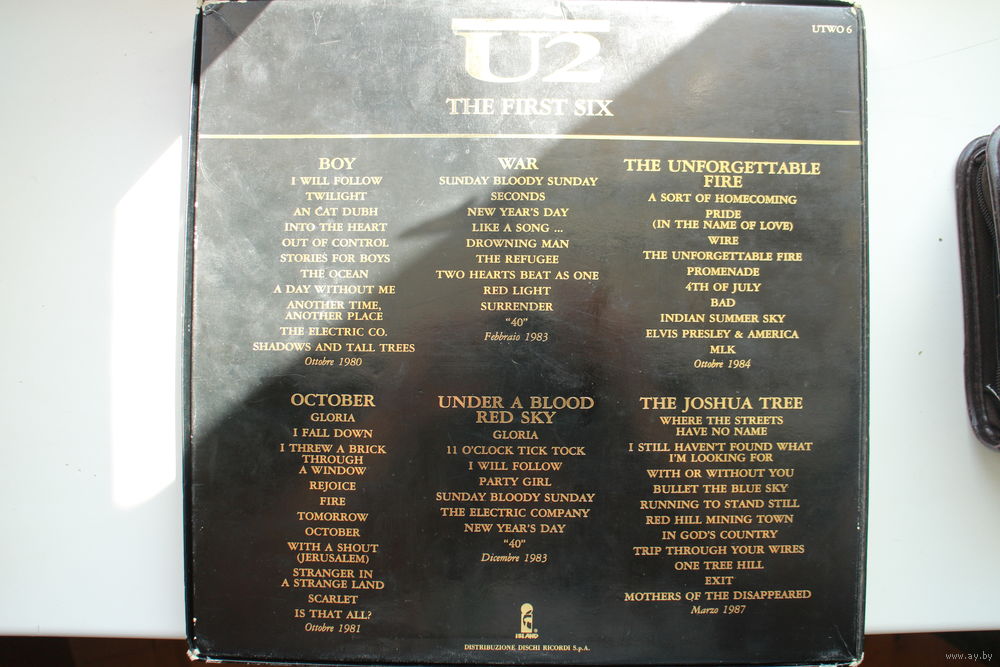 UTWO 6
U2
THE FIRST SIX
BOY
I WILL FOLLOW
TWILIGHT
AN CAT DUBH
INTO THE HEART
OUT OF CONTROL
STORIES FOR BOYS
THE OCEAN
A DAY WITHOUT ME
ANOTHER TIME,
ANOTHER PLACE
THE ELECTRIC CO.
SHADOWS AND TALL TREES
Ottobre 1980
WAR
SUNDAY BLOODY SUNDAY
SECONDS
NEW YEAR'S DAY
LIKE A SONG ...
DROWNING MAN
THE REFUGEE
TWO HEARTS BEAT AS ONE
RED LIGHT
SURRENDER
"40"
Febbraio 1983
THE UNFORGETTABLE
FIRE
A SORT OF HOMECOMING
PRIDE
(IN THE NAME OF LOVE)
WIRE
THE UNFORGETTABLE FIRE
PROMENADE
4TH OF JULY
BAD
INDIAN SUMMER SKY
ELVIS PRESLEY & AMERICA
MLK
Ottobre 1984
OCTOBER
GLORIA
I FALL DOWN
I THREW A BRICK
THROUGH
A WINDOW
REJOICE
FIRE
TOMORROW
OCTOBER
WITH A SHOUT
(JERUSALEM)
STRANGER IN
A STRANGE LAND
SCARLET
IS THAT ALL?
Ottobre 1981
UNDER A BLOOD
RED SKY
GLORIA
11 O'CLOCK TICK TOCK
I WILL FOLLOW
PARTY GIRL
SUNDAY BLOODY SUNDAY
THE ELECTRIC COMPANY
NEW YEAR'S DAY
"40"
Dicembre 1983
THE JOSHUA TREE
WHERE THE STREETS
HAVE NO NAME
I STILL HAVEN'T FOUND WHAT
I'M LOOKING FOR
WITH OR WITHOUT YOU
BULLET THE BLUE SKY
RUNNING TO STAND STILL
RED HILL MINING TOWN
IN GOD'S COUNTRY
TRIP THROUGH YOUR WIRES
ONE TREE HILL
EXIT
MOTHERS OF THE DISAPPEARED
Marzo 1987
ISLAND
DISTRIBUZIONE DISCHI RICORDI S.p.A.
www.ay.by